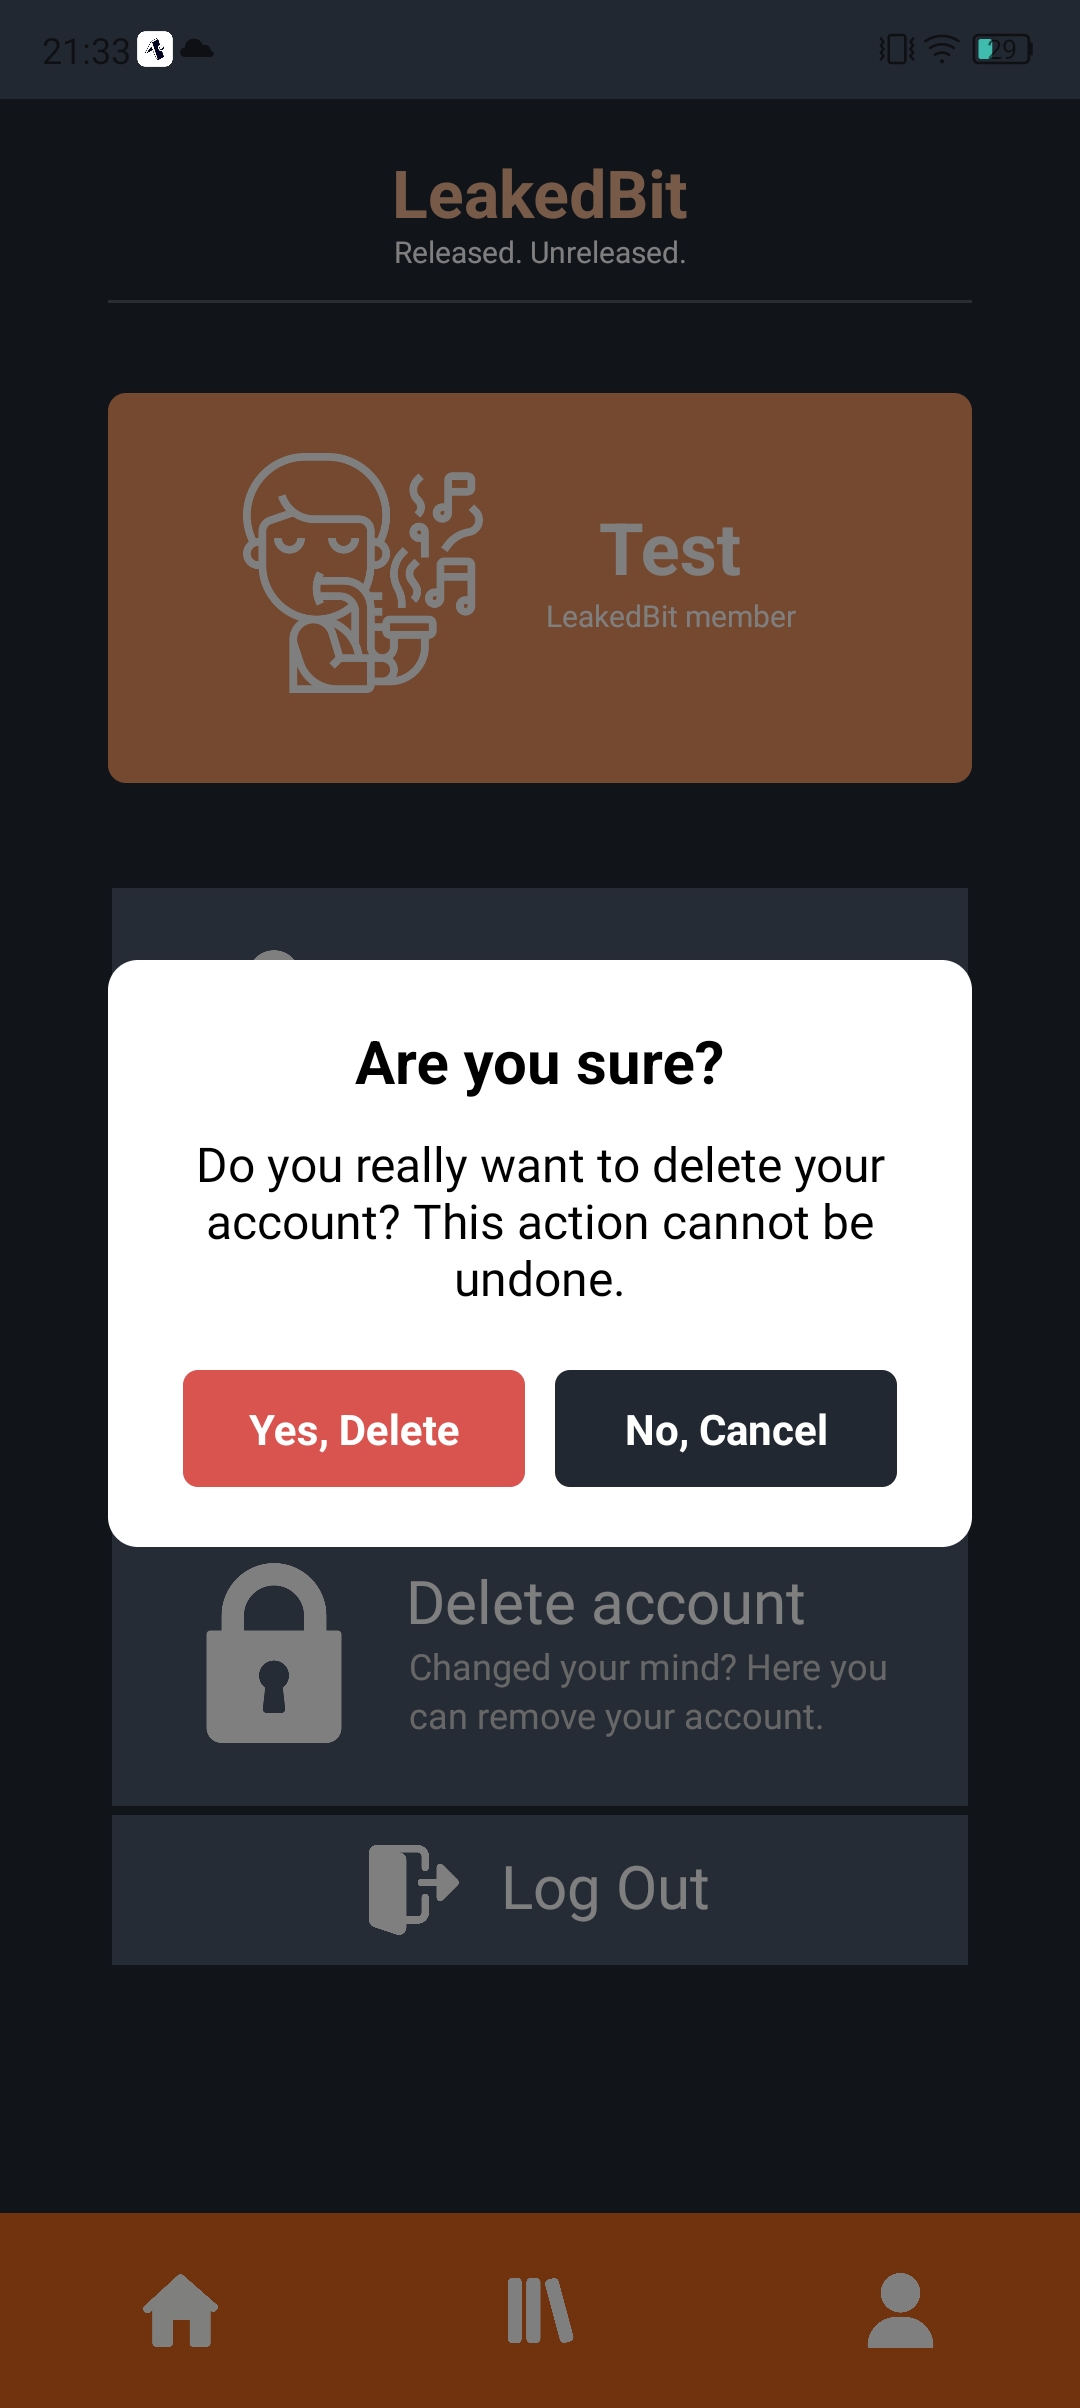 21:33
29
LeakedBit
Released. Unreleased.
Test
LeakedBit member
Are you sure?
Do you really want to delete your
account? This action cannot be
undone.
Yes, Delete
No, Cancel
Delete account
Changed your mind? Here you
can remove your account.
Log Out